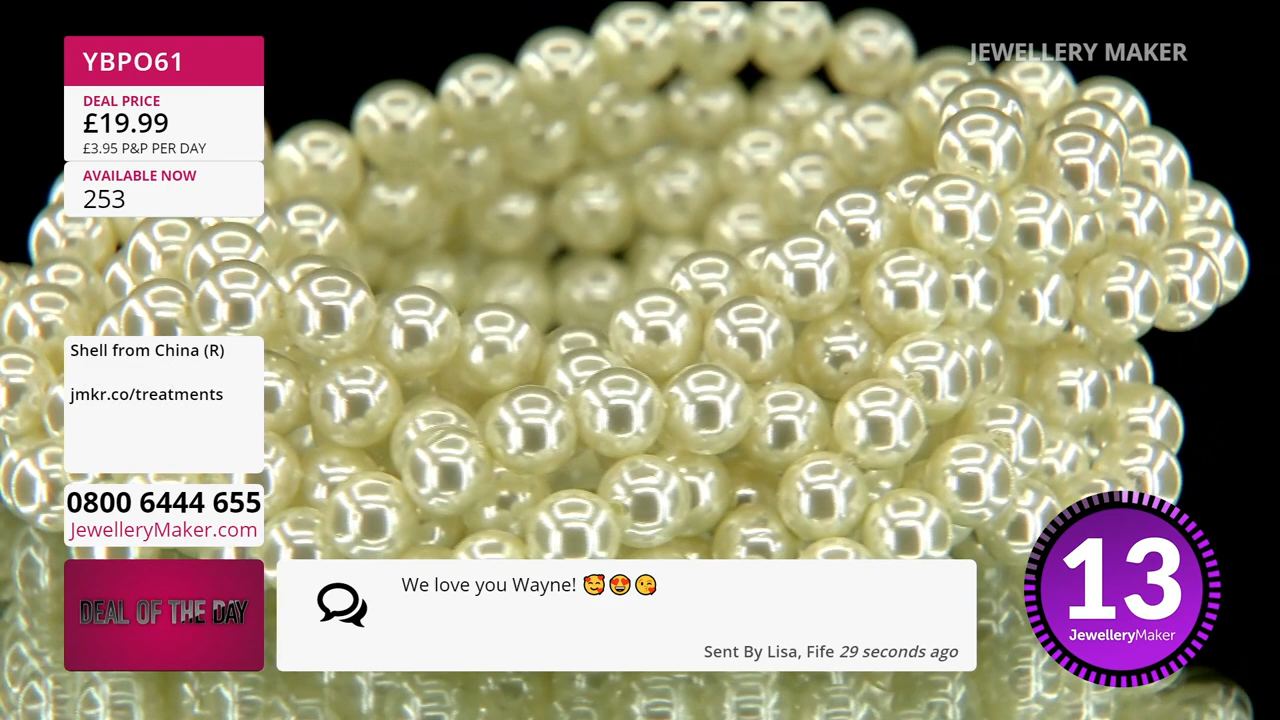 YBPO61
DEAL PRICE
£19.99
£3.95 P&P PER DAY
AVAILABLE NOW
253
JEWELLERY MAKER
Shell from China (R)
jmkr.co/treatments
0800 6444 655
JewelleryMaker.com
DEAL OF THE DAY
We love you Wayne! 🥰😍😘
Sent By Lisa, Fife 29 seconds ago
13
JewelleryMaker